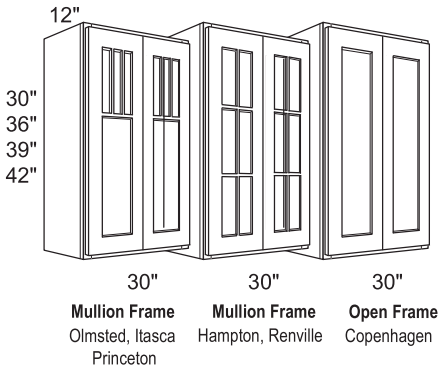 12"
30"
36"
39"
42"
30"
Mullion Frame
Olmsted, Itasca
Princeton
30"
Mullion Frame
Hampton, Renville
30"
Open Frame
Copenhagen